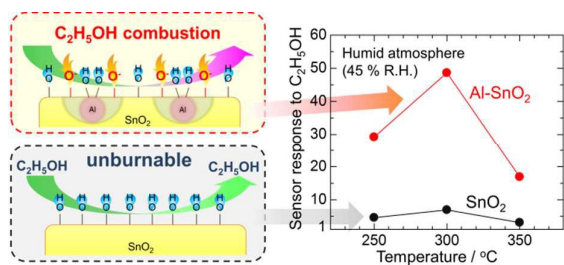 C₂H₅OH combustion
H H H H H H H H
O O• O O O• O O• O O O• O
Al Al
SnO₂
unburnable
C₂H₅OH C₂H₅OH
H H H H H H H
O O O O O O O
SnO₂
Sensor response to C₂H₅OH
60
50
40
30
20
10
1
Humid atmosphere
(45 % R.H.)
Al-SnO₂
SnO₂
250 300 350
Temperature / °C